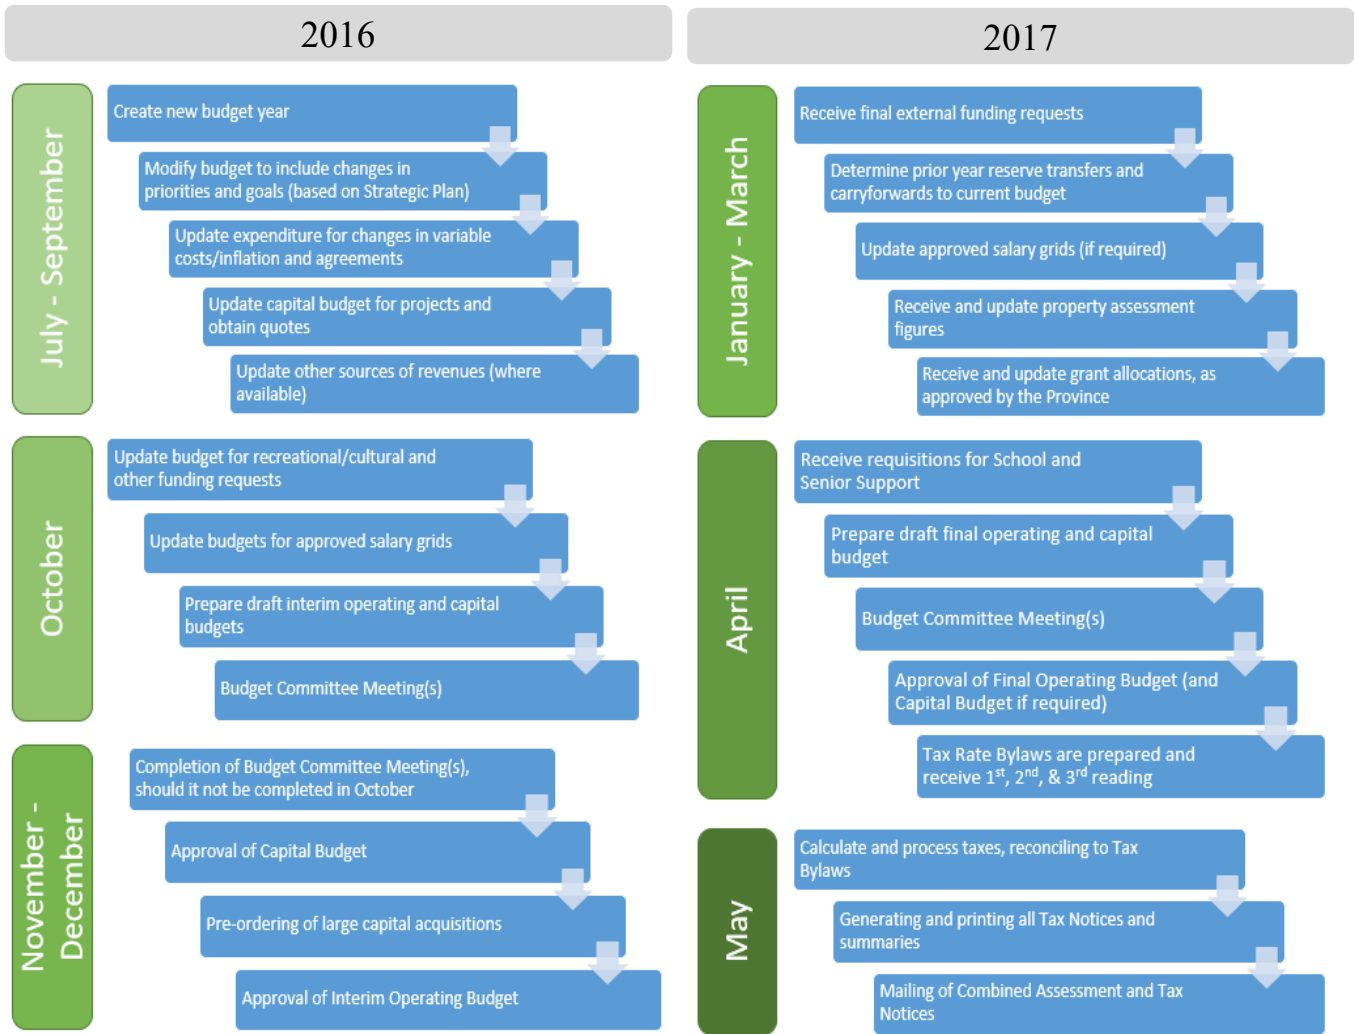 2016
July - September
Create new budget year
Modify budget to include changes in
priorities and goals (based on Strategic Plan)
Update expenditure for changes in variable
costs/inflation and agreements
Update capital budget for projects and
obtain quotes
Update other sources of revenues (where
available)
October
Update budget for recreational/cultural and
other funding requests
Update budgets for approved salary grids
Prepare draft interim operating and capital
budgets
Budget Committee Meeting(s)
November -
December
Completion of Budget Committee Meeting(s),
should it not be completed in October
Approval of Capital Budget
Pre-ordering of large capital acquisitions
Approval of Interim Operating Budget
2017
January - March
Receive final external funding requests
Determine prior year reserve transfers and
carryforwards to current budget
Update approved salary grids (if required)
Receive and update property assessment
figures
Receive and update grant allocations, as
approved by the Province
April
Receive requisitions for School and
Senior Support
Prepare draft final operating and capital
budget
Budget Committee Meeting(s)
Approval of Final Operating Budget (and
Capital Budget if required)
Tax Rate Bylaws are prepared and
receive 1st, 2nd, & 3rd reading
May
Calculate and process taxes, reconciling to Tax
Bylaws
Generating and printing all Tax Notices and
summaries
Mailing of Combined Assessment and Tax
Notices